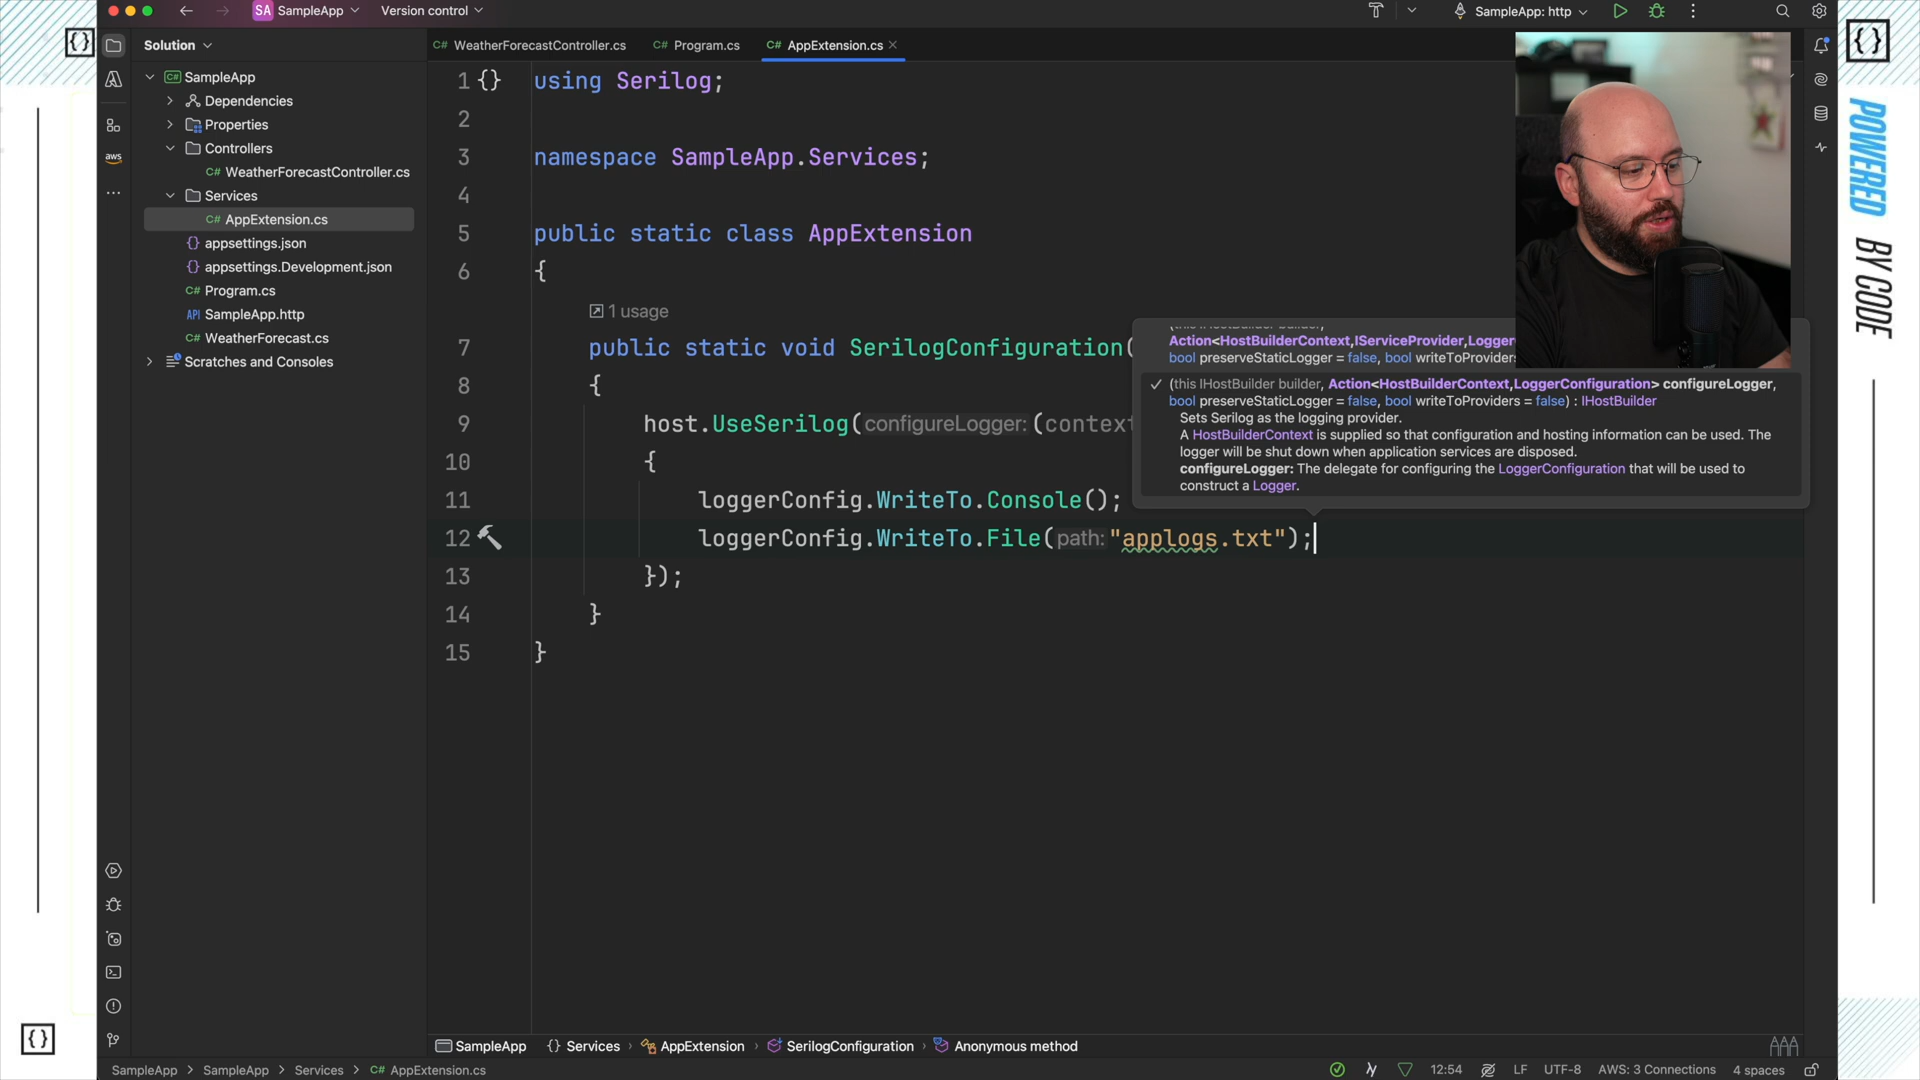 SA SampleApp Version control
SampleApp: http
Solution
WeatherForecastController.cs
Program.cs
AppExtension.cs
SampleApp
Dependencies
Properties
Controllers
C# WeatherForecastController.cs
Services
C# AppExtension.cs
appsettings.json
appsettings.Development.json
C# Program.cs
API SampleApp.http
C# WeatherForecast.cs
Scratches and Consoles
aws
1 {} using Serilog;
2
3 namespace SampleApp.Services;
4
5 public static class AppExtension
6 {
1 usage
7 public static void SerilogConfiguration(
8 {
9 host.UseSerilog( configureLogger: (context
10 {
11 loggerConfig.WriteTo.Console();
12 loggerConfig.WriteTo.File( path: "applogs.txt");
13 });
14 }
15 }
(this IHostBuilder builder,
Action<HostBuilderContext,IServiceProvider,Logger
bool preserveStaticLogger = false, bool writeToProviders
(this IHostBuilder builder, Action<HostBuilderContext,LoggerConfiguration> configureLogger,
bool preserveStaticLogger = false, bool writeToProviders = false) : IHostBuilder
Sets Serilog as the logging provider.
A HostBuilderContext is supplied so that configuration and hosting information can be used. The
logger will be shut down when application services are disposed.
configureLogger: The delegate for configuring the LoggerConfiguration that will be used to
construct a Logger.
POWERED BY CODE
SampleApp {} Services AppExtension SerilogConfiguration Anonymous method
SampleApp > SampleApp > Services > C# AppExtension.cs
12:54 LF UTF-8 AWS: 3 Connections 4 spaces